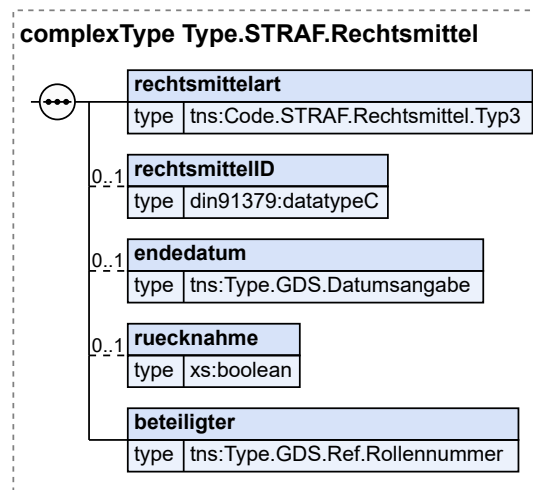 complexType Type.STRAF.Rechtsmittel
rechtsmittelart
type tns:Code.STRAF.Rechtsmittel.Typ3
0..1 rechtsmittelID
type din91379:datatypeC
0..1 endedatum
type tns:Type.GDS.Datumsangabe
0..1 ruecknahme
type xs:boolean
beteiligter
type tns:Type.GDS.Ref.Rollennummer